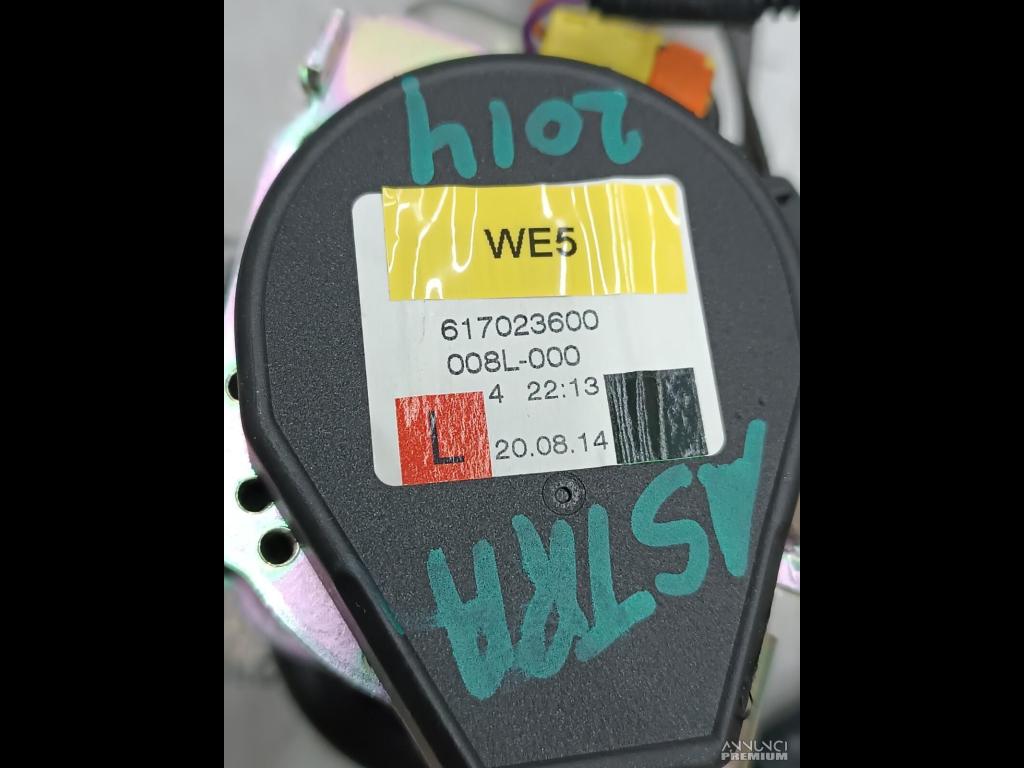 2014
WE5
617023600
008L-000
4 22:13
L
20.08.14
ASTRA
ANNUNCI
PREMIUM